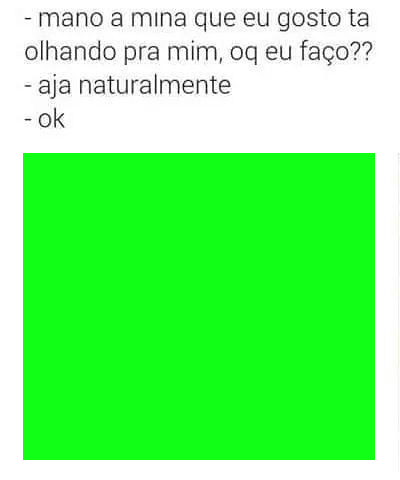 - mano a mina que eu gosto ta
olhando pra mim, oq eu faço??
- aja naturalmente
- ok